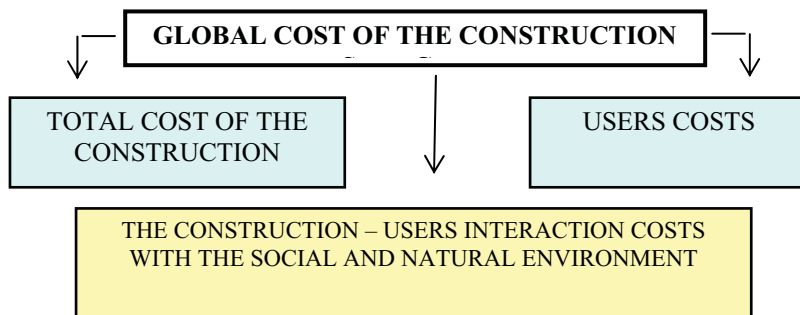 GLOBAL COST OF THE CONSTRUCTION
TOTAL COST OF THE
CONSTRUCTION
USERS COSTS
THE CONSTRUCTION – USERS INTERACTION COSTS
WITH THE SOCIAL AND NATURAL ENVIRONMENT